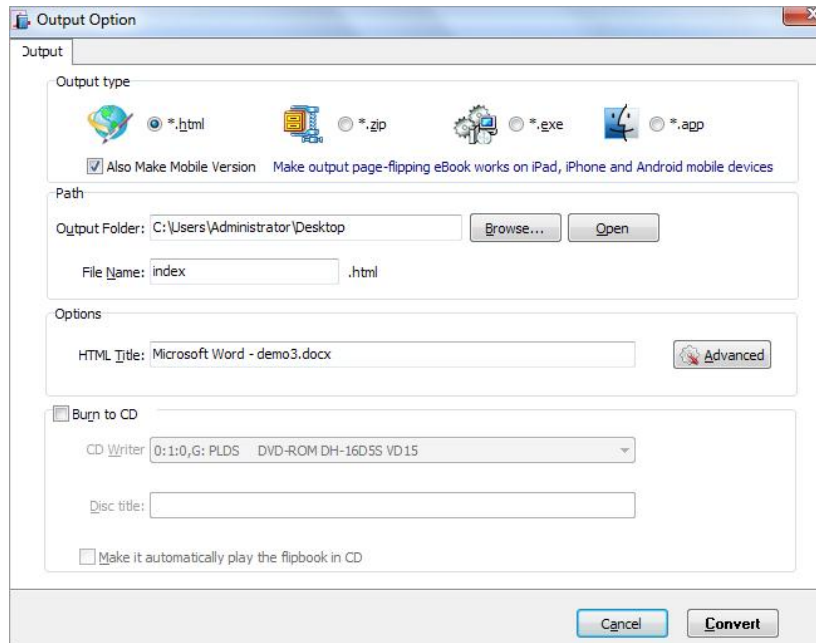 Output Option
Output
Output type
*.html *.zip *.exe *.app
Also Make Mobile Version Make output page-flipping eBook works on iPad, iPhone and Android mobile devices
Path
Output Folder: C:\Users\Administrator\Desktop Browse... Open
File Name: index .html
Options
HTML Title: Microsoft Word - demo3.docx Advanced
Burn to CD
CD Writer 0:1:0,G: PLDS DVD-ROM DH-16D5S VD15
Disc title:
Make it automatically play the flipbook in CD
Cancel Convert